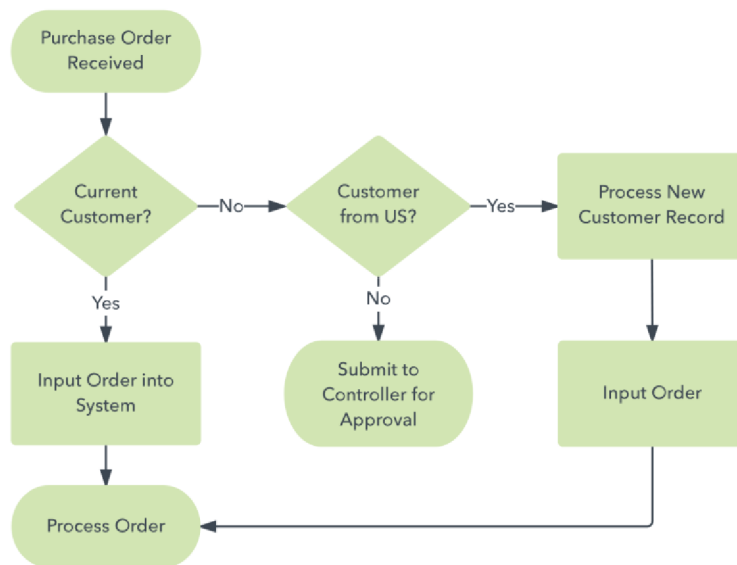 Purchase Order
Received
Current
Customer?
No
Customer
from US?
Yes
Process New
Customer Record
Yes
No
Input Order into
System
Submit to
Controller for
Approval
Input Order
Process Order